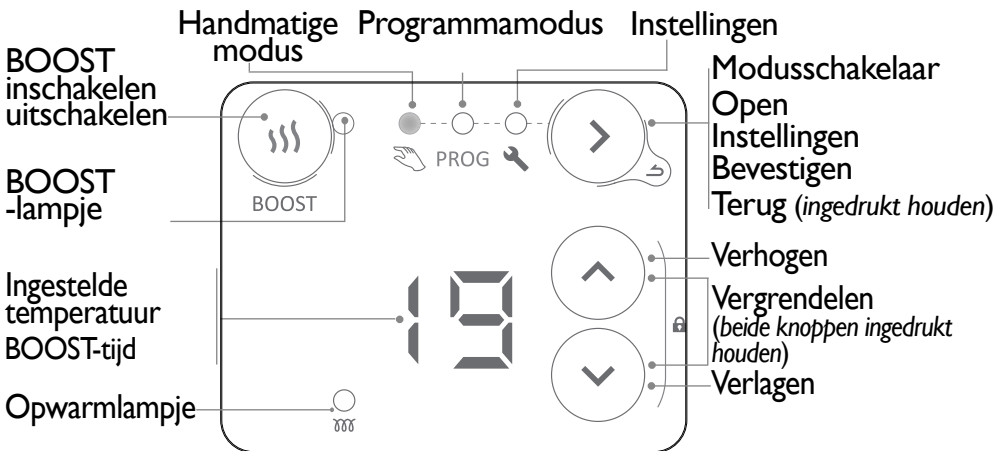 Handmatige
modus
Programmamodus
Instellingen
BOOST
inschakelen
uitschakelen
BOOST
-lampje
Ingestelde
temperatuur
BOOST-tijd
Opwarmlampje
PROG
BOOST
19
Modusschakelaar
Open
Instellingen
Bevestigen
Terug (ingedrukt houden)
Verhogen
Vergrendelen
(beide knoppen ingedrukt
houden)
Verlagen